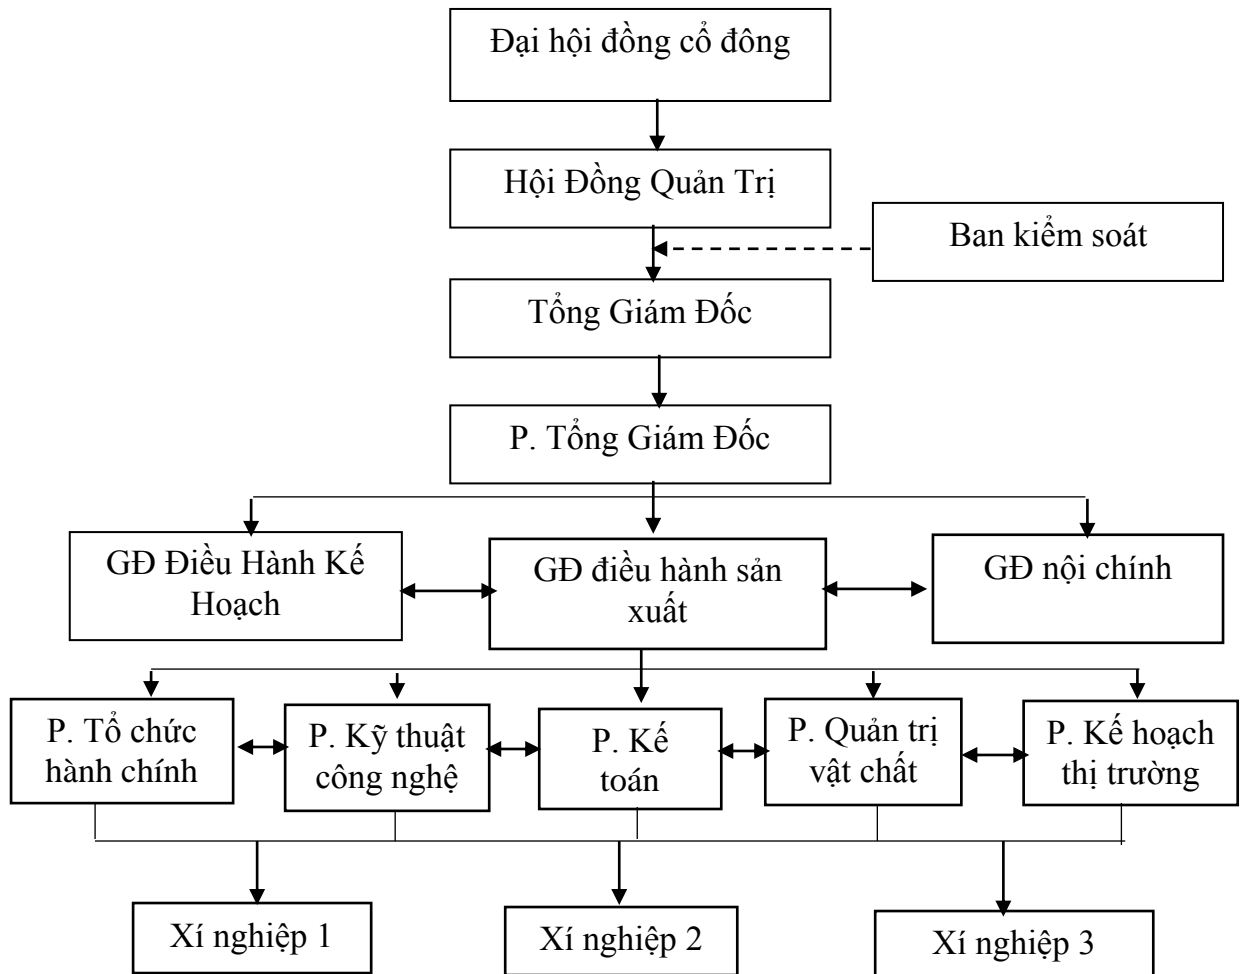 Đại hội đồng cổ đông
Hội Đồng Quản Trị
Ban kiểm soát
Tổng Giám Đốc
P. Tổng Giám Đốc
GĐ Điều Hành Kế
Hoạch
GĐ điều hành sản
xuất
GĐ nội chính
P. Tổ chức
hành chính
P. Kỹ thuật
công nghệ
P. Kế
toán
P. Quản trị
vật chất
P. Kế hoạch
thị trường
Xí nghiệp 1
Xí nghiệp 2
Xí nghiệp 3